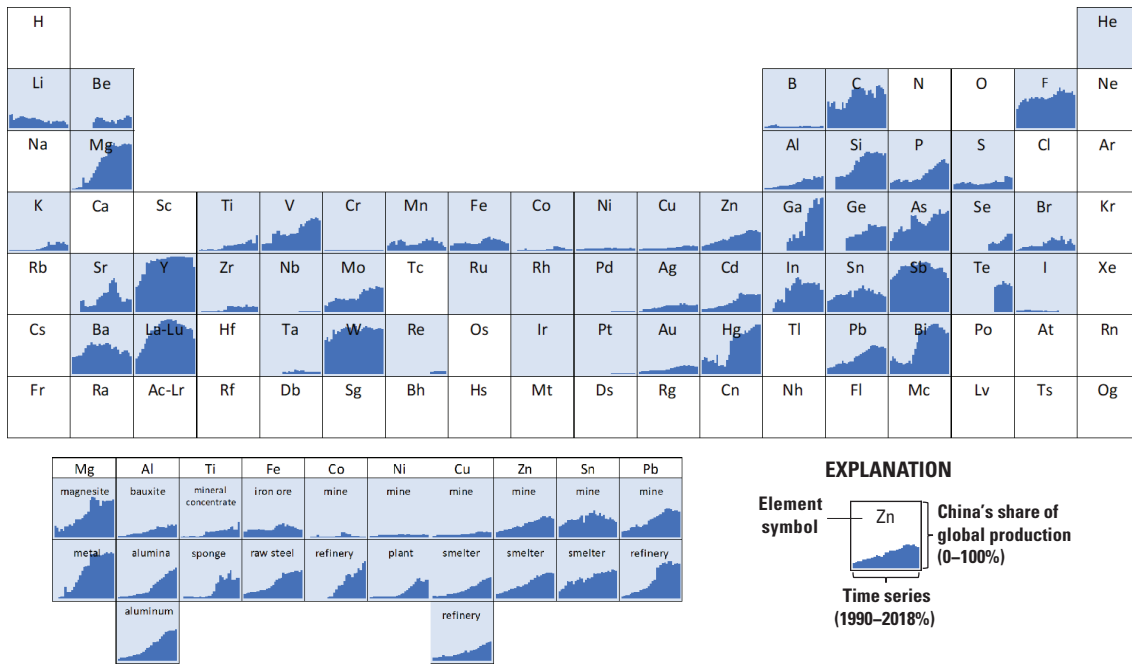 H He
Li Be B C N O F Ne
Na Mg Al Si P S Cl Ar
K Ca Sc Ti V Cr Mn Fe Co Ni Cu Zn Ga Ge As Se Br Kr
Rb Sr Y Zr Nb Mo Tc Ru Rh Pd Ag Cd In Sn Sb Te I Xe
Cs Ba La-Lu Hf Ta W Re Os Ir Pt Au Hg Tl Pb Bi Po At Rn
Fr Ra Ac-Lr Rf Db Sg Bh Hs Mt Ds Rg Cn Nh Fl Mc Lv Ts Og
Mg Al Ti Fe Co Ni Cu Zn Sn Pb
magnesite bauxite mineral concentrate iron ore mine mine mine mine mine mine
metal alumina sponge raw steel refinery plant smelter smelter smelter refinery
aluminum refinery
EXPLANATION
Element
symbol
Zn
China's share of
global production
(0–100%)
Time series
(1990–2018%)